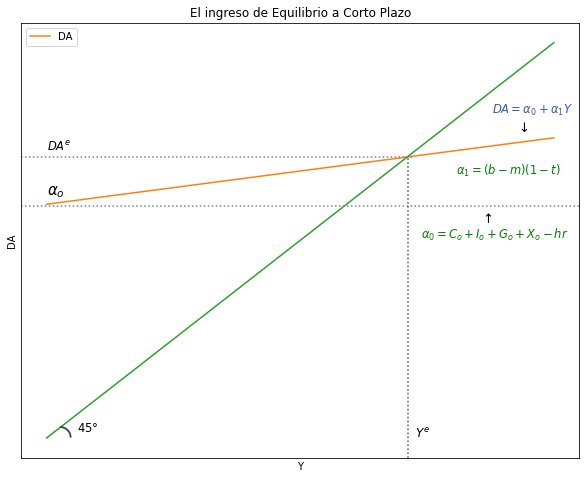 El ingreso de Equilibrio a Corto Plazo
DA
DA = α₀ + α₁Y
↓
DAᵉ
α₁ = (b − m)(1 − t)
αₒ
↑
α₀ = Cₒ + Iₒ + Gₒ + Xₒ − hr
DA
45°
Yᵉ
Y